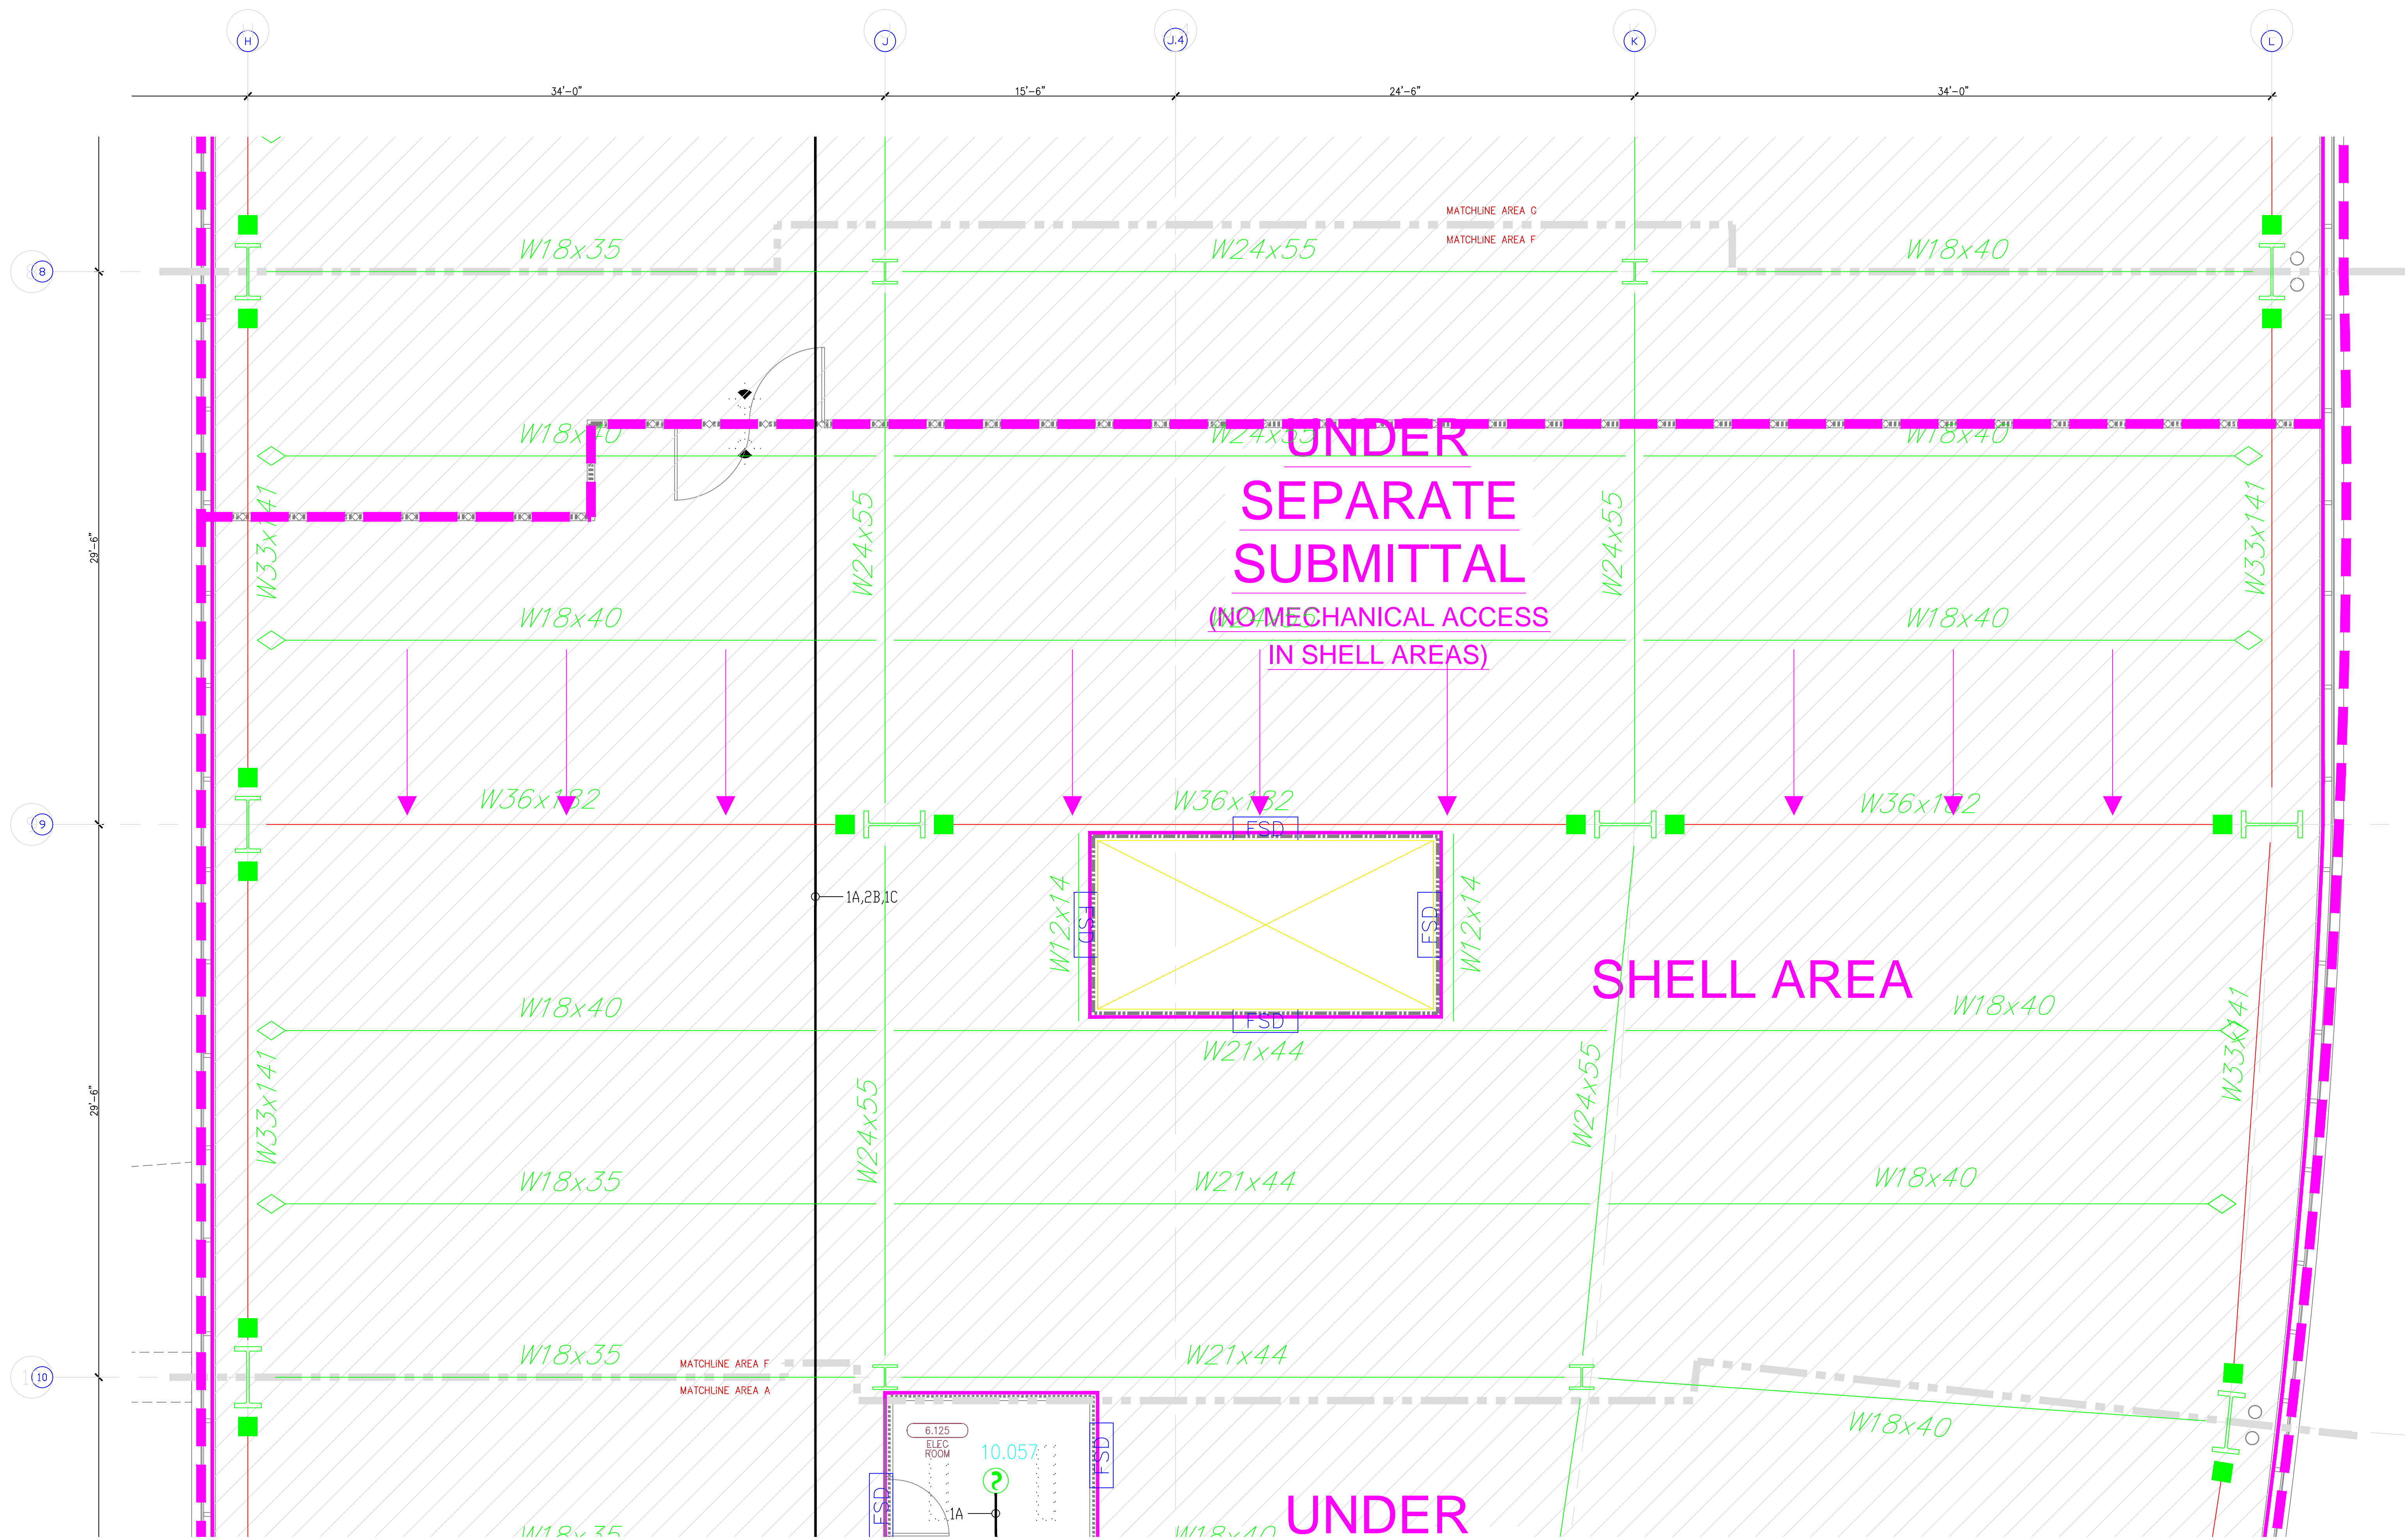 H
J
J.4
K
L
34'-0"
15'-6"
24'-6"
34'-0"
MATCHLINE AREA G
MATCHLINE AREA F
W18x35
W24x55
W18x40
8
W18x40
W24x55
W18x40
UNDER
SEPARATE
SUBMITTAL
(NO MECHANICAL ACCESS
IN SHELL AREAS)
W33x141
W24x55
W24x55
W33x141
29'-6"
W18x40
W24x55
W18x40
W36x182
W36x182
W36x182
9
FSD
1A,2B,1C
W12x14
FSD
FSD
W12x14
SHELL AREA
W18x40
FSD
W18x40
W21x44
W33x141
W24x55
W24x55
W33x141
29'-6"
W18x35
W21x44
W18x40
W18x35
MATCHLINE AREA F
W21x44
10
MATCHLINE AREA A
W18x40
6.125
ELEC
ROOM
10.057
FSD
FSD
1A
UNDER
W18x35
W18x40